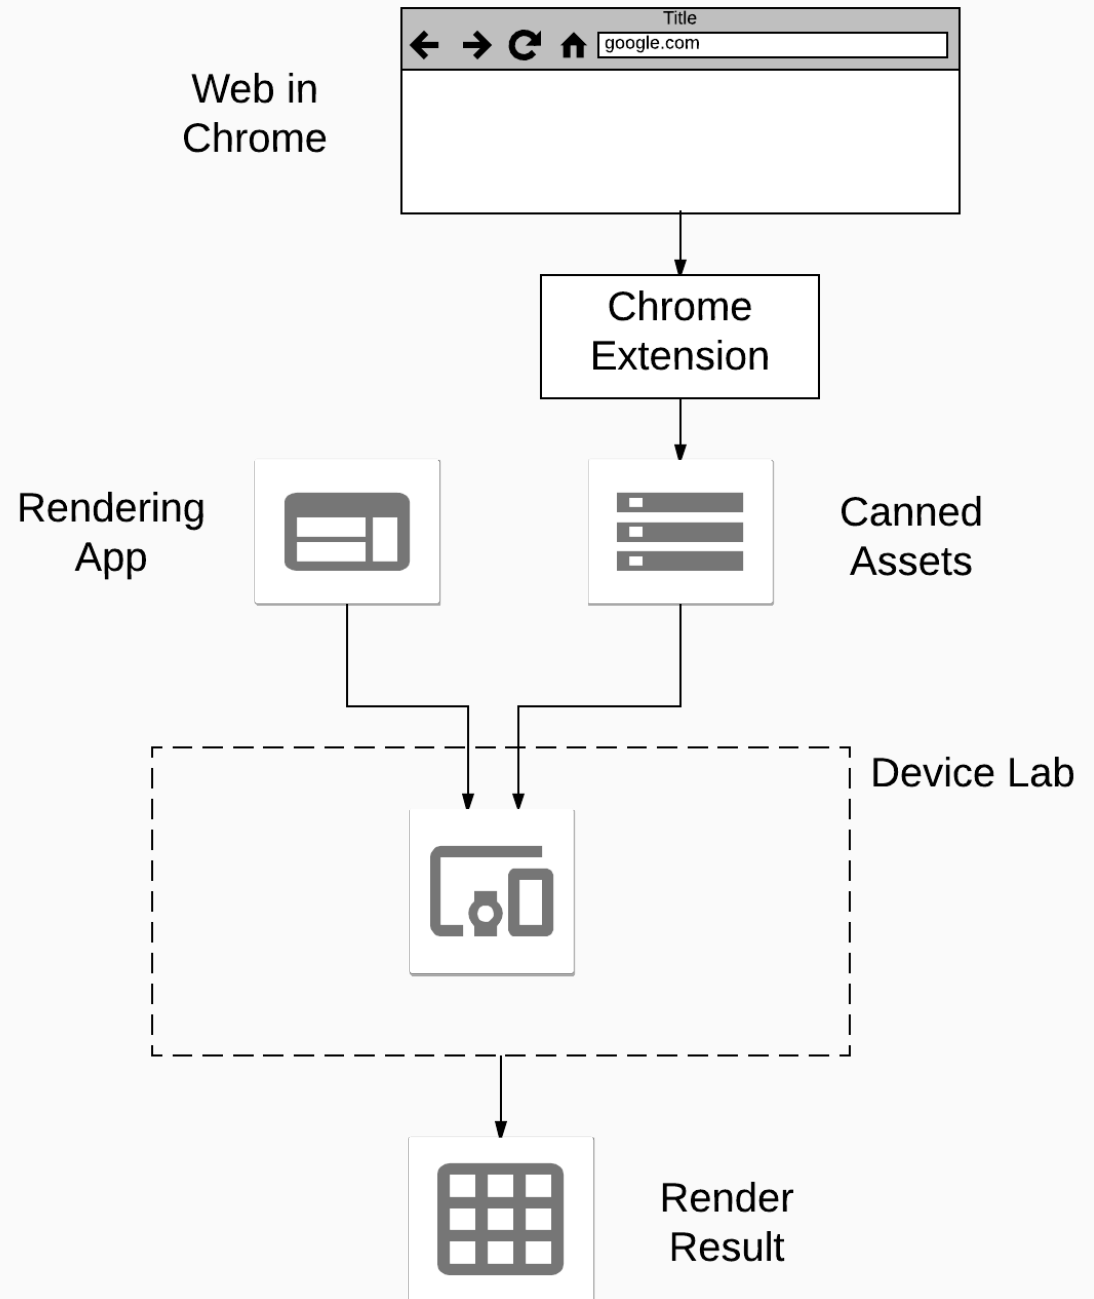 Title
google.com
Web in
Chrome
Chrome
Extension
Rendering
App
Canned
Assets
Device Lab
Render
Result